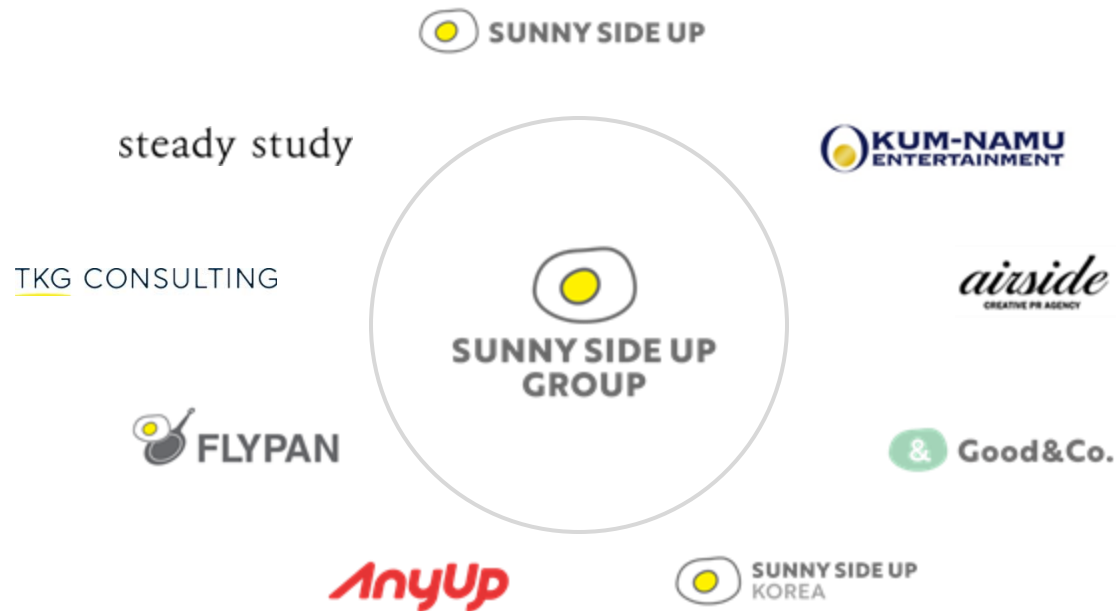 SUNNY SIDE UP
steady study
KUM-NAMU
ENTERTAINMENT
TKG CONSULTING
airside
CREATIVE PR AGENCY
SUNNY SIDE UP
GROUP
FLYPAN
& Good&Co.
AnyUp
SUNNY SIDE UP
KOREA